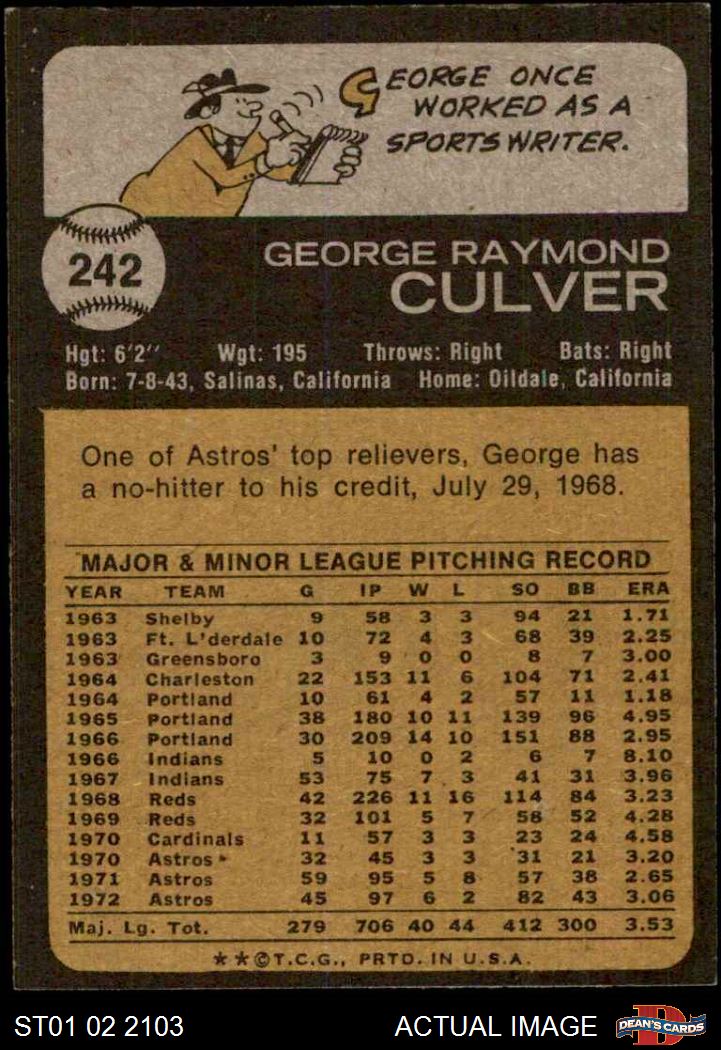 GEORGE ONCE
WORKED AS A
SPORTS WRITER.
242
GEORGE RAYMOND
CULVER
Hgt: 6'2" Wgt: 195 Throws: Right Bats: Right
Born: 7-8-43, Salinas, California Home: Oildale, California
One of Astros' top relievers, George has
a no-hitter to his credit, July 29, 1968.
MAJOR & MINOR LEAGUE PITCHING RECORD
YEAR TEAM G IP W L SO BB ERA
1963 Shelby 9 58 3 3 94 21 1.71
1963 Ft. L'derdale 10 72 4 3 68 39 2.25
1963 Greensboro 3 9 0 0 8 7 3.00
1964 Charleston 22 153 11 6 104 71 2.41
1964 Portland 10 61 4 2 57 11 1.18
1965 Portland 38 180 10 11 139 96 4.95
1966 Portland 30 209 14 10 151 88 2.95
1966 Indians 5 10 0 2 6 7 8.10
1967 Indians 53 75 7 3 41 31 3.96
1968 Reds 42 226 11 16 114 84 3.23
1969 Reds 32 101 5 7 58 52 4.28
1970 Cardinals 11 57 3 3 23 24 4.58
1970 Astros 32 45 3 3 31 21 3.20
1971 Astros 59 95 5 8 57 38 2.65
1972 Astros 45 97 6 2 82 43 3.06
Maj. Lg. Tot. 279 706 40 44 412 300 3.53
**©T.C.G., PRTD. IN U.S.A.
ST01 02 2103 ACTUAL IMAGE D DEAN'S CARDS